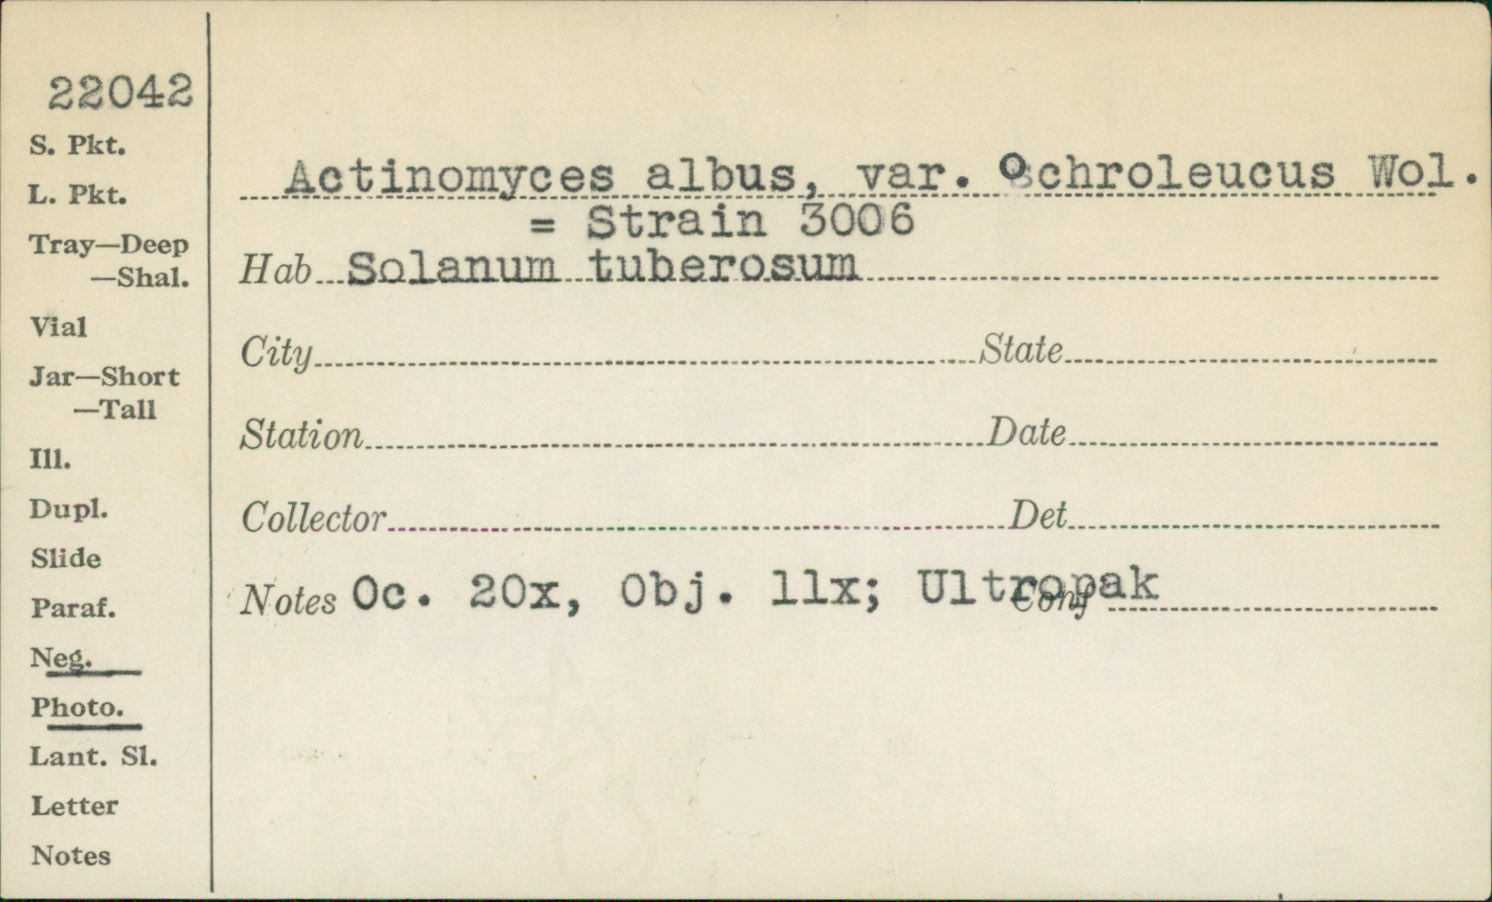 22042
S. Pkt.
L. Pkt.
Tray—Deep
—Shal.
Vial
Jar—Short
—Tall
Ill.
Dupl.
Slide
Paraf.
Neg.
Photo.
Lant. Sl.
Letter
Notes
Actinomyces albus, var. Ochroleucus Wol.
= Strain 3006
Hab Solanum tuberosum
City State
Station Date
Collector Det
Notes Oc. 20x, Obj. 11x; Ultropak Conf